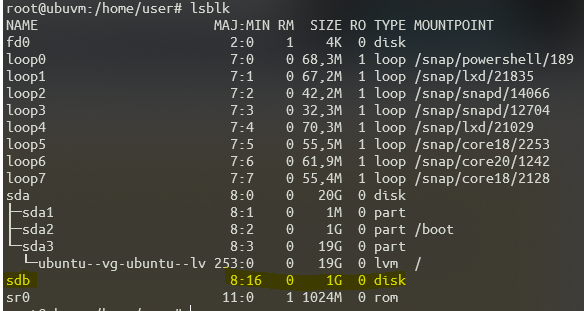 root@ubuvm:/home/user# lsblk
NAME MAJ:MIN RM SIZE RO TYPE MOUNTPOINT
fd0 2:0 1 4K 0 disk
loop0 7:0 0 68,3M 1 loop /snap/powershell/189
loop1 7:1 0 67,2M 1 loop /snap/lxd/21835
loop2 7:2 0 42,2M 1 loop /snap/snapd/14066
loop3 7:3 0 32,3M 1 loop /snap/snapd/12704
loop4 7:4 0 70,3M 1 loop /snap/lxd/21029
loop5 7:5 0 55,5M 1 loop /snap/core18/2253
loop6 7:6 0 61,9M 1 loop /snap/core20/1242
loop7 7:7 0 55,4M 1 loop /snap/core18/2128
sda 8:0 0 20G 0 disk
├─sda1 8:1 0 1M 0 part
├─sda2 8:2 0 1G 0 part /boot
└─sda3 8:3 0 19G 0 part
└─ubuntu--vg-ubuntu--lv 253:0 0 19G 0 lvm /
sdb 8:16 0 1G 0 disk
sr0 11:0 1 1024M 0 rom